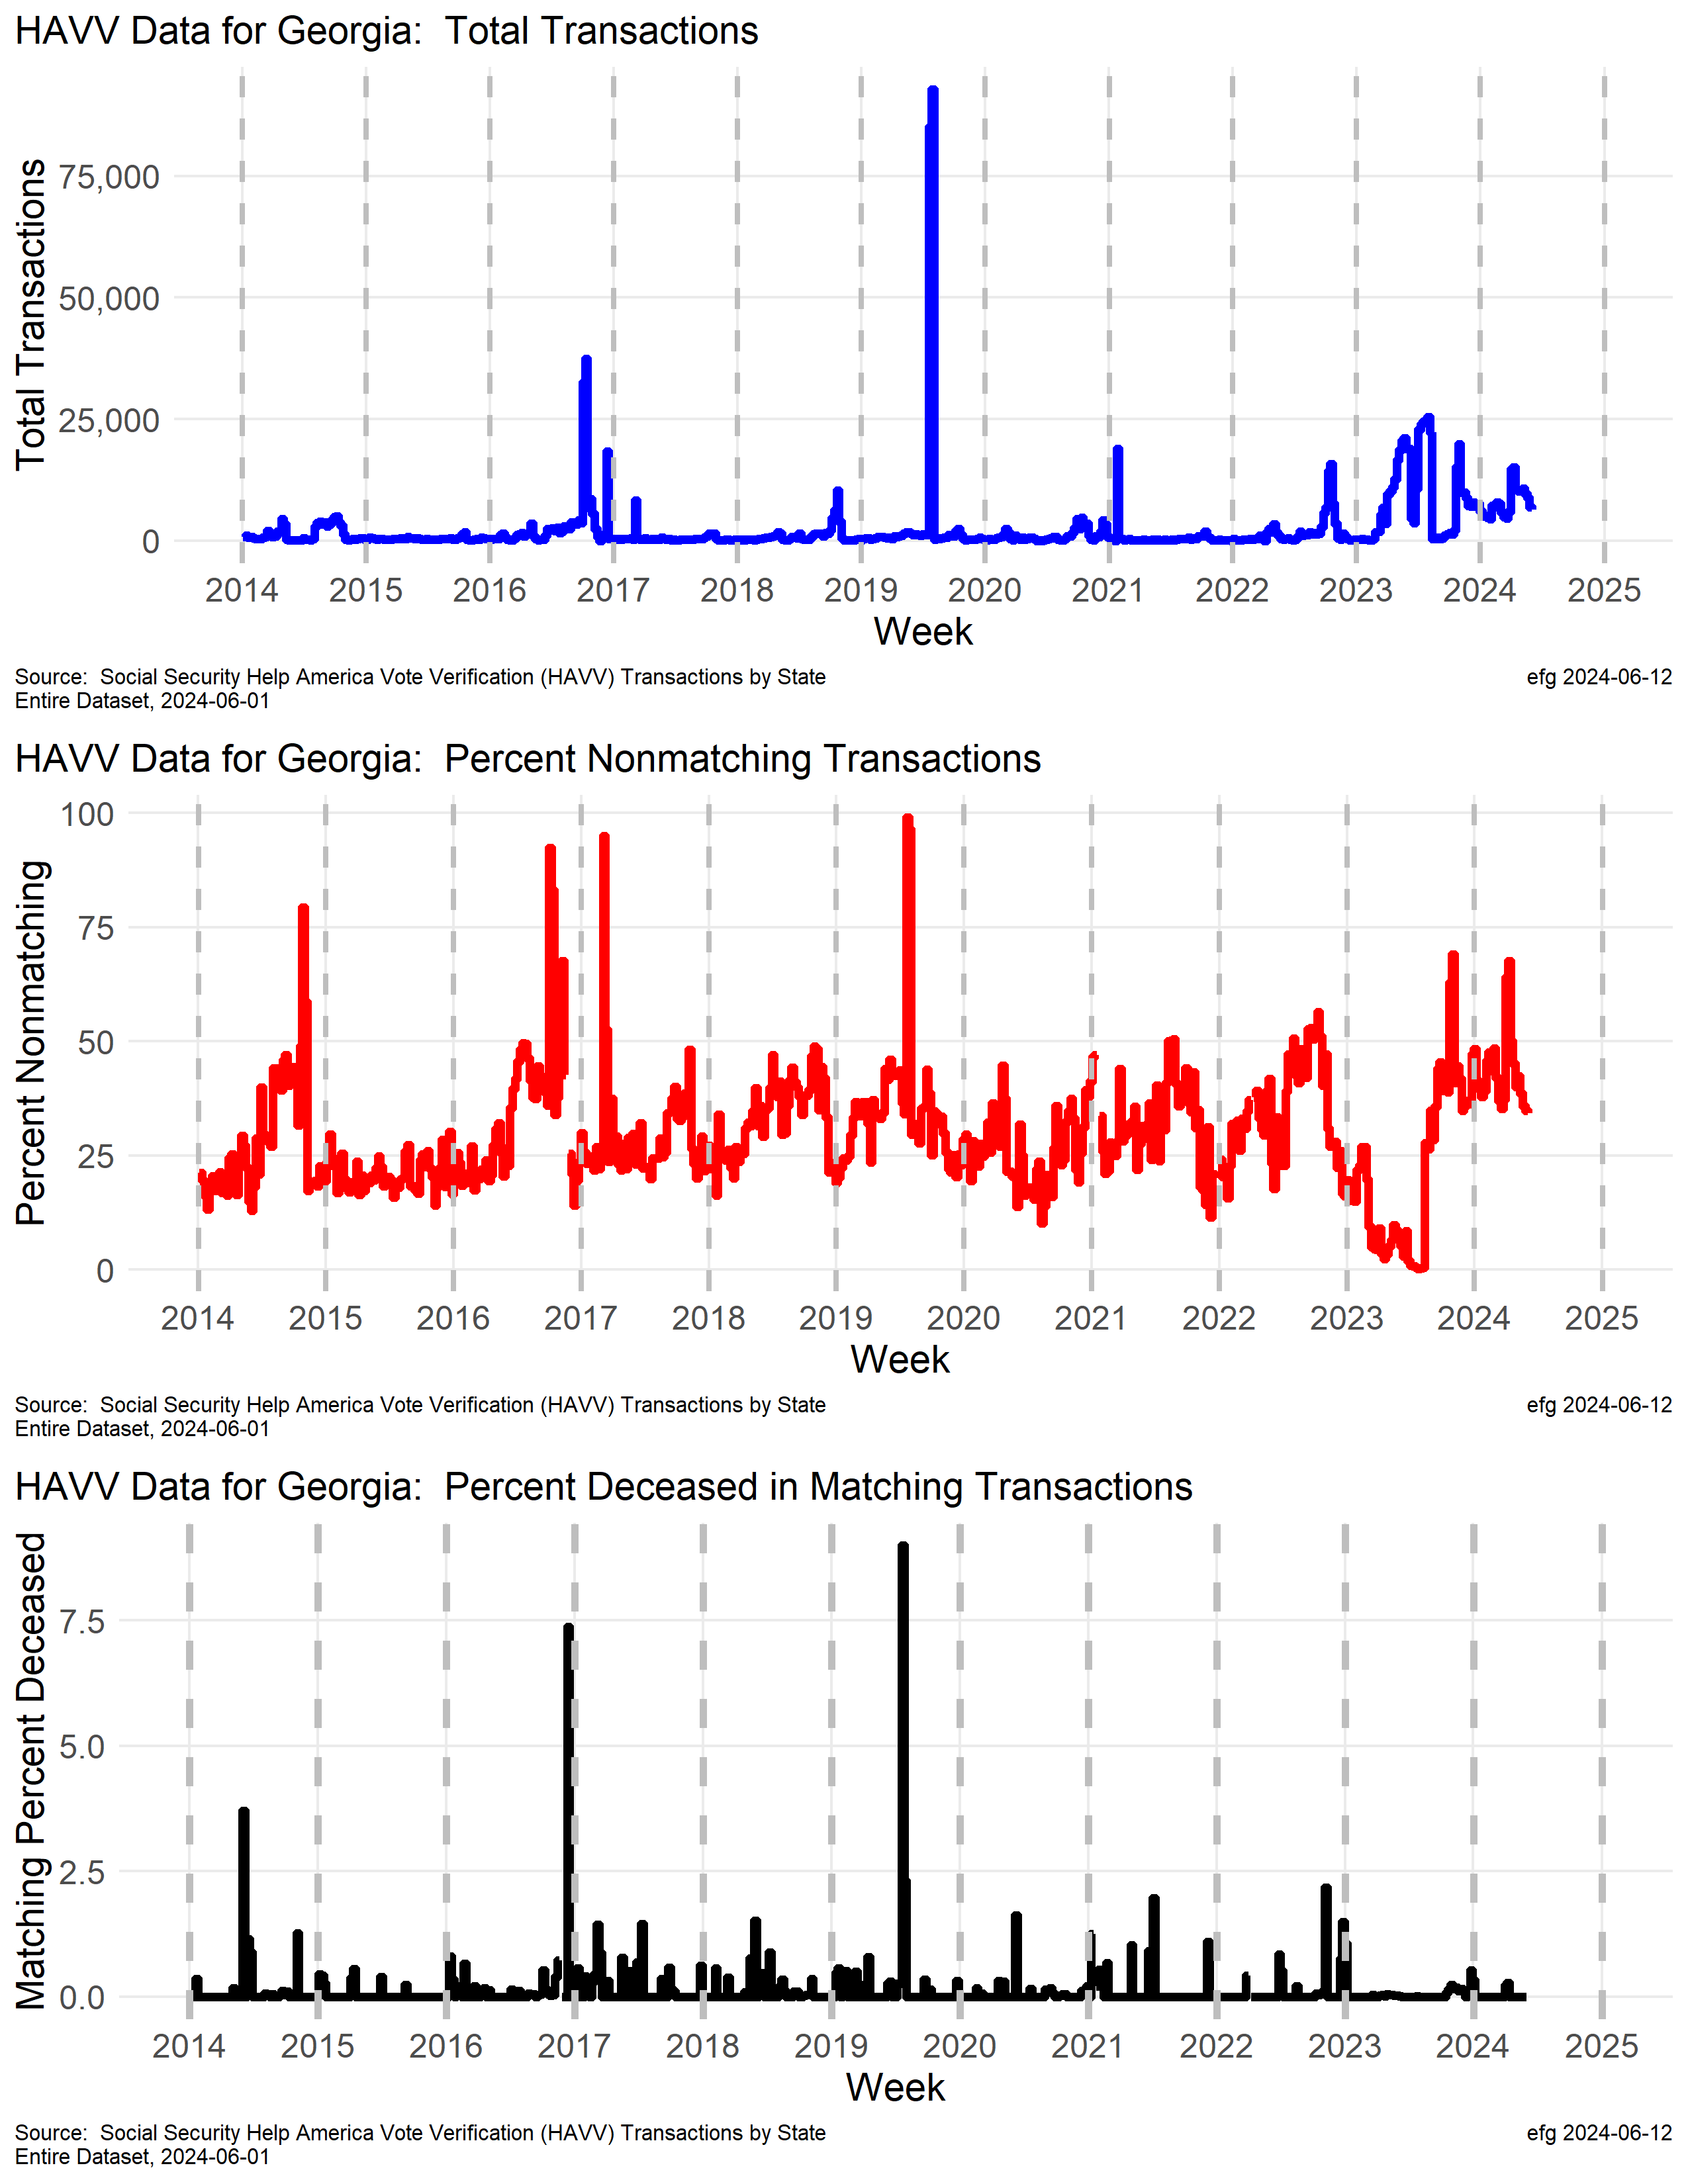 HAVV Data for Georgia:  Total Transactions
Total Transactions
75,000
50,000
25,000
0
2014 2015 2016 2017 2018 2019 2020 2021 2022 2023 2024 2025
Week
Source:  Social Security Help America Vote Verification (HAVV) Transactions by State
Entire Dataset, 2024-06-01
efg 2024-06-12
HAVV Data for Georgia:  Percent Nonmatching Transactions
Percent Nonmatching
100
75
50
25
0
2014 2015 2016 2017 2018 2019 2020 2021 2022 2023 2024 2025
Week
Source:  Social Security Help America Vote Verification (HAVV) Transactions by State
Entire Dataset, 2024-06-01
efg 2024-06-12
HAVV Data for Georgia:  Percent Deceased in Matching Transactions
Matching Percent Deceased
7.5
5.0
2.5
0.0
2014 2015 2016 2017 2018 2019 2020 2021 2022 2023 2024 2025
Week
Source:  Social Security Help America Vote Verification (HAVV) Transactions by State
Entire Dataset, 2024-06-01
efg 2024-06-12